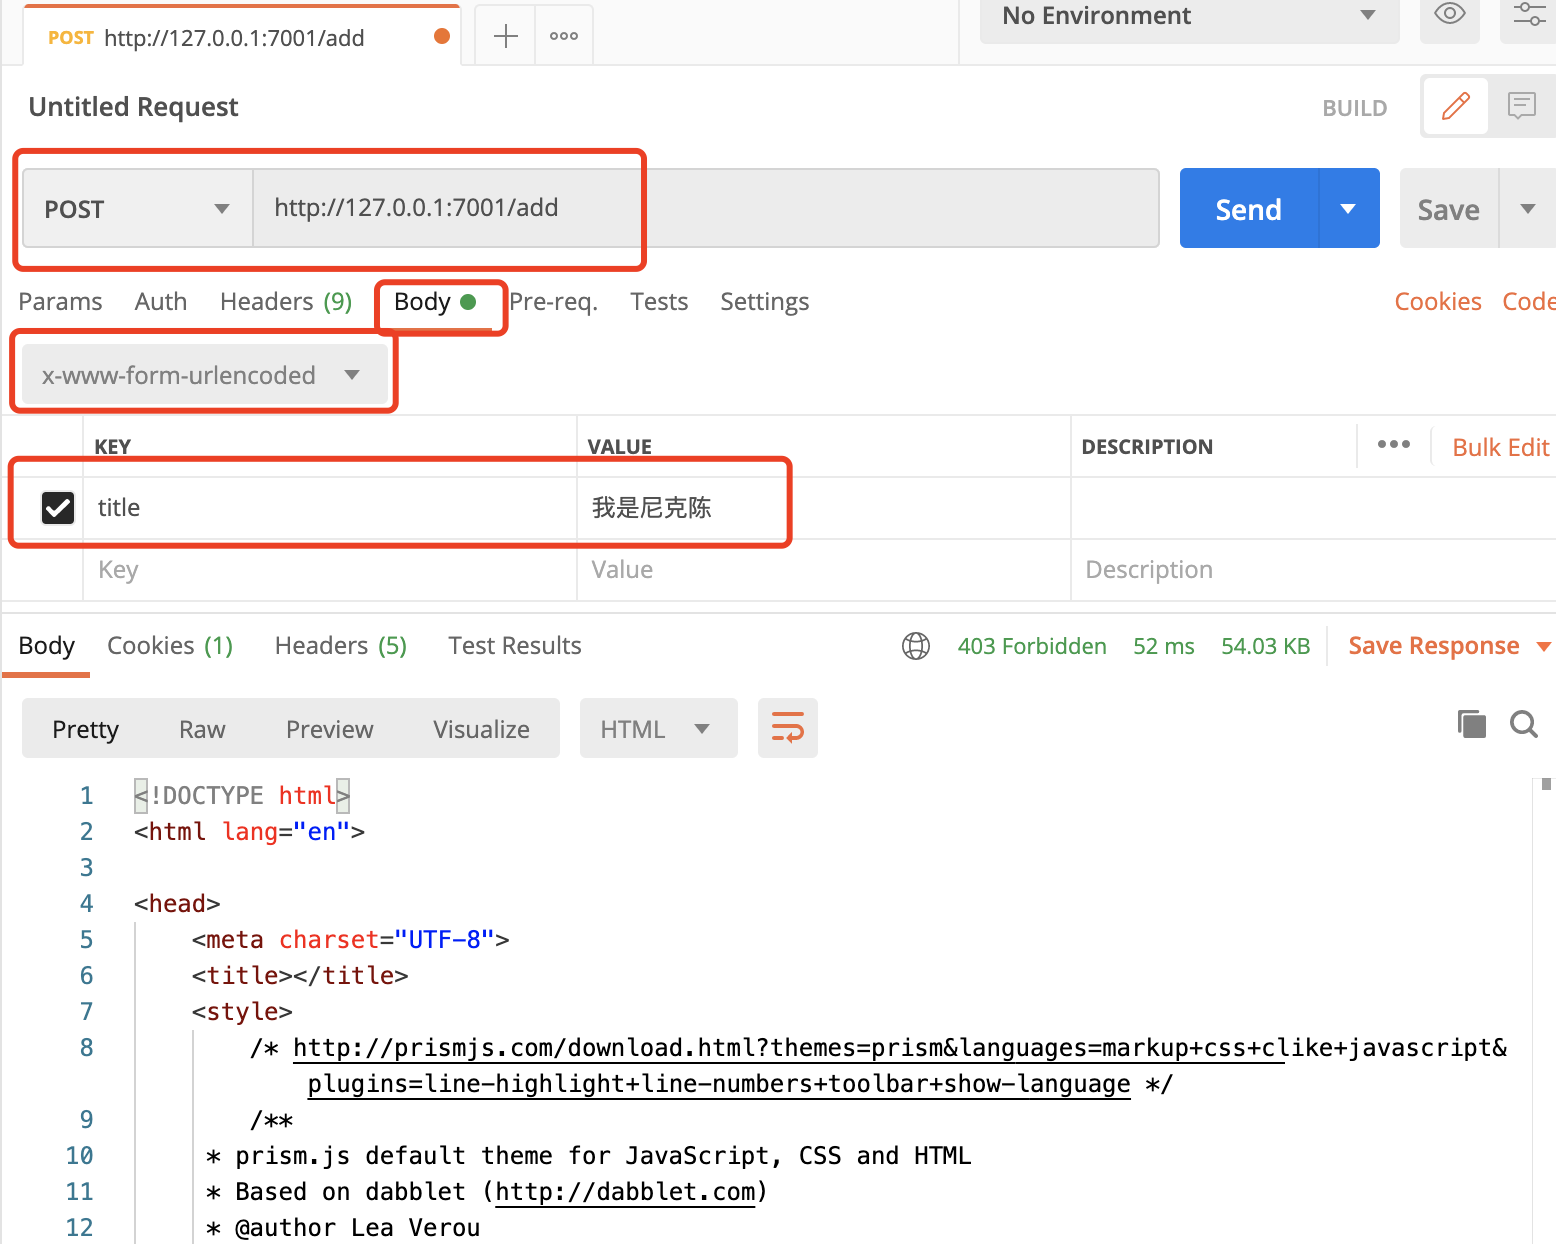 POST http://127.0.0.1:7001/add
No Environment
Untitled Request
BUILD
POST http://127.0.0.1:7001/add Send Save
Params Auth Headers (9) Body Pre-req. Tests Settings Cookies Code
x-www-form-urlencoded
KEY VALUE DESCRIPTION Bulk Edit
title 我是尼克陈
Key Value Description
Body Cookies (1) Headers (5) Test Results 403 Forbidden 52 ms 54.03 KB Save Response
Pretty Raw Preview Visualize HTML
1 <!DOCTYPE html>
2 <html lang="en">
3
4 <head>
5 <meta charset="UTF-8">
6 <title></title>
7 <style>
8 /* http://prismjs.com/download.html?themes=prism&languages=markup+css+clike+javascript&
plugins=line-highlight+line-numbers+toolbar+show-language */
9 /**
10 * prism.js default theme for JavaScript, CSS and HTML
11 * Based on dabblet (http://dabblet.com)
12 * @author Lea Verou